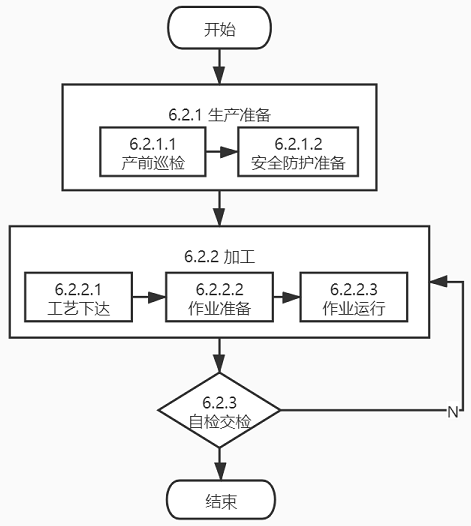 开始
6.2.1 生产准备
6.2.1.1
产前巡检
6.2.1.2
安全防护准备
6.2.2 加工
6.2.2.1
工艺下达
6.2.2.2
作业准备
6.2.2.3
作业运行
6.2.3
自检交检
N
结束